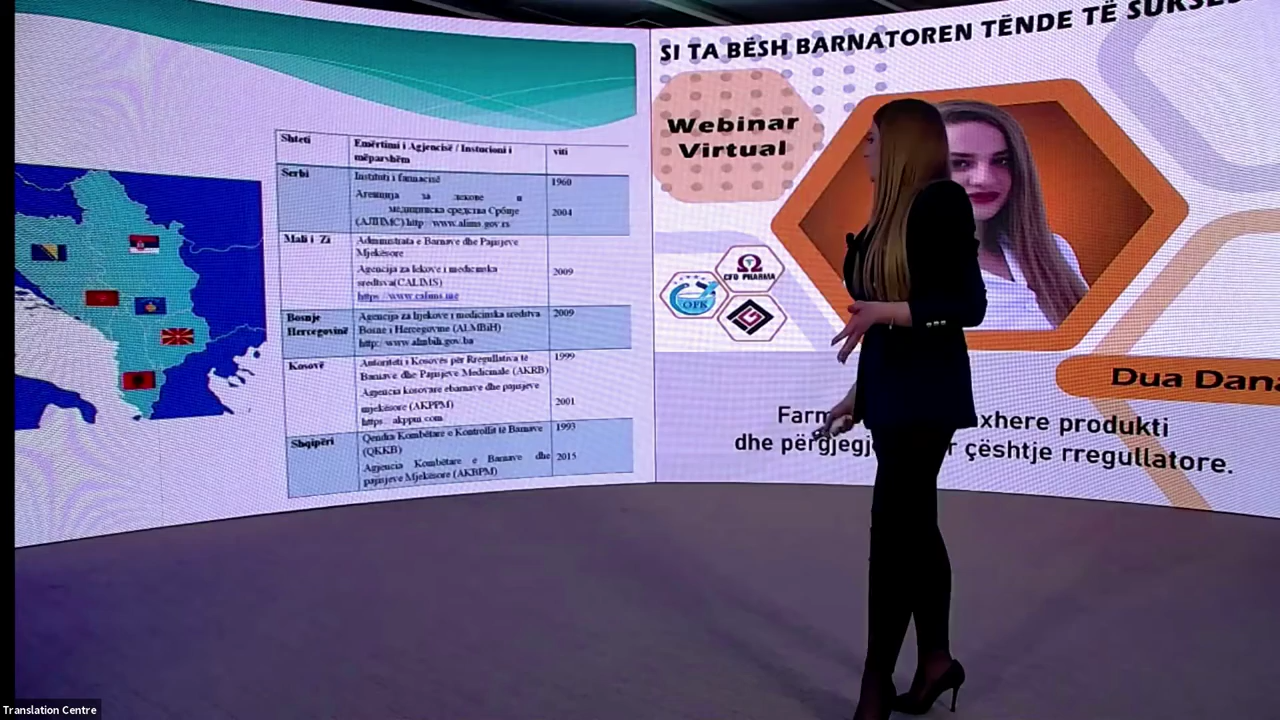 SI TA BËSH BARNATOREN TËNDE TË
Webinar
Virtual
CFO PHARMA
OFK
Dua
Farm xhere produkti
dhe përgjegj r çështje rregullatore.
Shteti
Emërtimi i Agjencisë / Instucioni i
mëparshëm
viti
Serbi
Instituti i farmacisë
1960
Агенција за лекове и
медицинска средства Србије
(АЛИМС) http www.alims.gov.rs
2004
Mali i Zi
Administrata e Barnave dhe Pajisjeve
Mjekësore
Agencija za lekove i medicinska
sredstva(CALIMS)
https www.calims.me
2009
Bosnje
Hercegovinë
Agencija za lijekove i medicinska sredstva
Bosne i Hercegovine (ALMBiH)
http www.almbih.gov.ba
2009
Kosovë
Autoriteti i Kosovës për Rregullativa të
Barnave dhe Pajisjeve Medicinale (AKRB)
1999
Agjencia kosovare ebarnave dhe pajisjeve
mjekësore (AKPPM)
https akppm com
2001
Shqipëri
Qendra Kombëtare e Kontrollit të Barnave
(QKKB)
1993
Agjencia Kombëtare e Barnave dhe
pajisjeve Mjekësore (AKBPM)
2015
Translation Centre